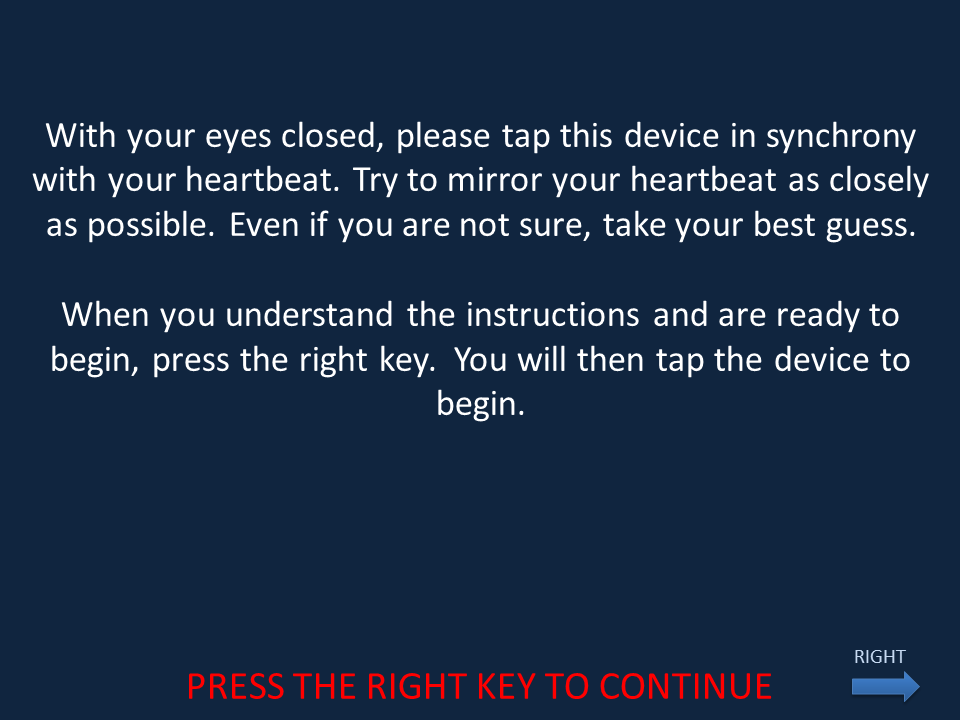 With your eyes closed, please tap this device in synchrony
with your heartbeat. Try to mirror your heartbeat as closely
as possible. Even if you are not sure, take your best guess.
When you understand the instructions and are ready to
begin, press the right key. You will then tap the device to
begin.
RIGHT
PRESS THE RIGHT KEY TO CONTINUE